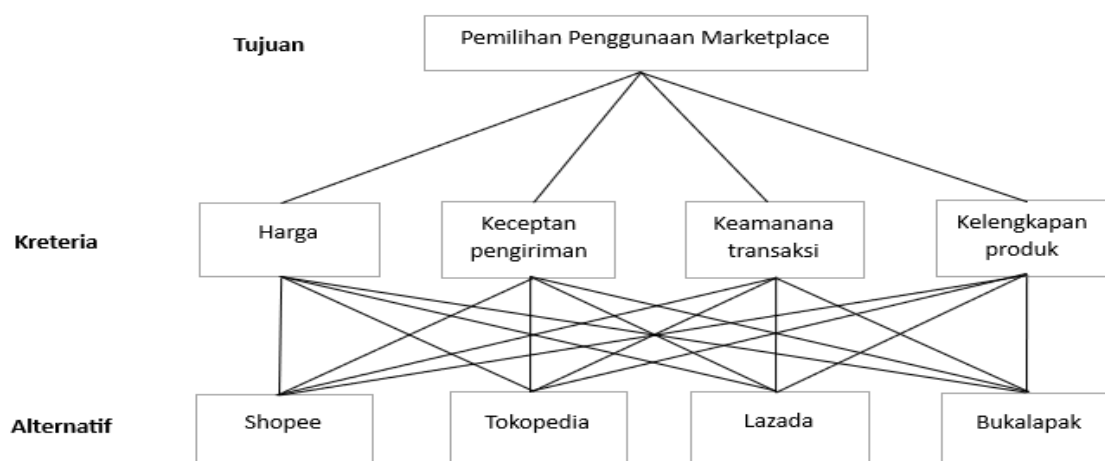 Tujuan
Pemilihan Penggunaan Marketplace
Kreteria
Harga
Keceptan
pengiriman
Keamanana
transaksi
Kelengkapan
produk
Alternatif
Shopee
Tokopedia
Lazada
Bukalapak